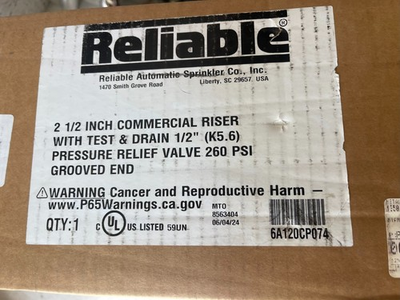 Reliable
Reliable Automatic Sprinkler Co., Inc.
1470 Smith Grove Road Liberty, SC 29657, USA
2 1/2 INCH COMMERCIAL RISER
WITH TEST & DRAIN 1/2" (K5.6)
PRESSURE RELIEF VALVE 260 PSI
GROOVED END
⚠WARNING Cancer and Reproductive Harm –
www.P65Warnings.ca.gov
MTO
8563404
06/04/24
QTY:1 C UL US LISTED 59UN. 6A120CP074